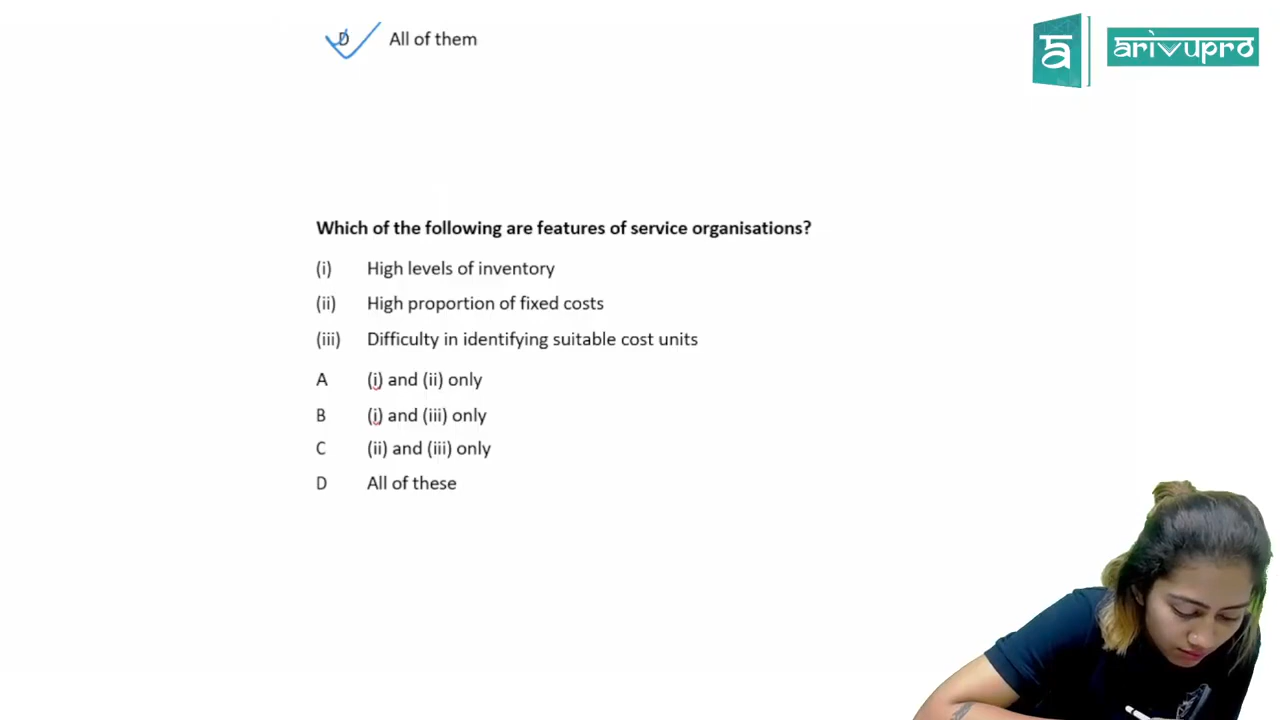 D All of them
arivupro
Which of the following are features of service organisations?
(i) High levels of inventory
(ii) High proportion of fixed costs
(iii) Difficulty in identifying suitable cost units
A (i) and (ii) only
B (i) and (iii) only
C (ii) and (iii) only
D All of these